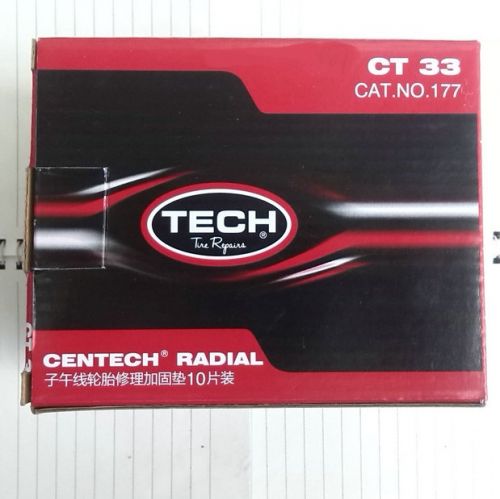 CT 33
CAT.NO.177
TECH®
Tire Repairs
CENTECH® RADIAL
子午线轮胎修理加固垫10片装